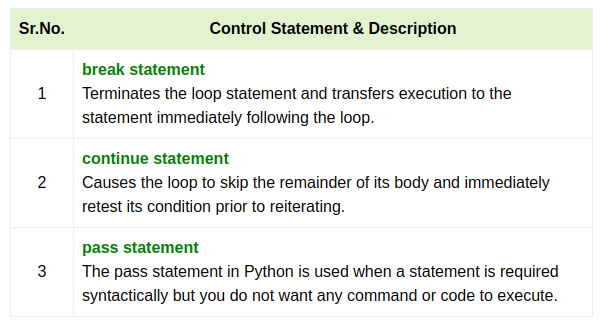 Sr.No. Control Statement & Description
break statement
1 Terminates the loop statement and transfers execution to the
statement immediately following the loop.
continue statement
2 Causes the loop to skip the remainder of its body and immediately
retest its condition prior to reiterating.
pass statement
3 The pass statement in Python is used when a statement is required
syntactically but you do not want any command or code to execute.